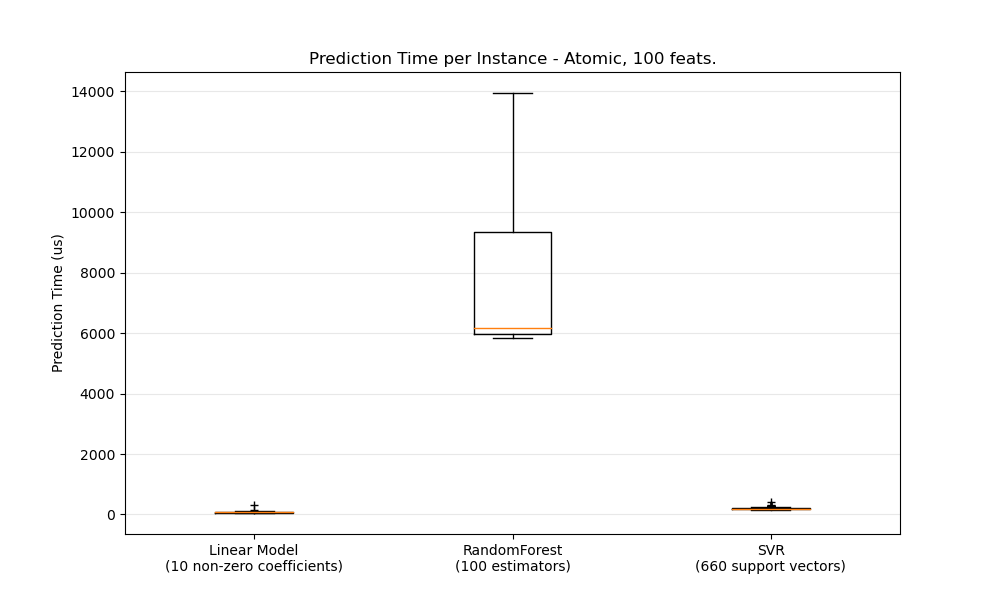 Prediction Time per Instance - Atomic, 100 feats.
Prediction Time (us)
14000
12000
10000
8000
6000
4000
2000
0
Linear Model
(10 non-zero coefficients)
RandomForest
(100 estimators)
SVR
(660 support vectors)